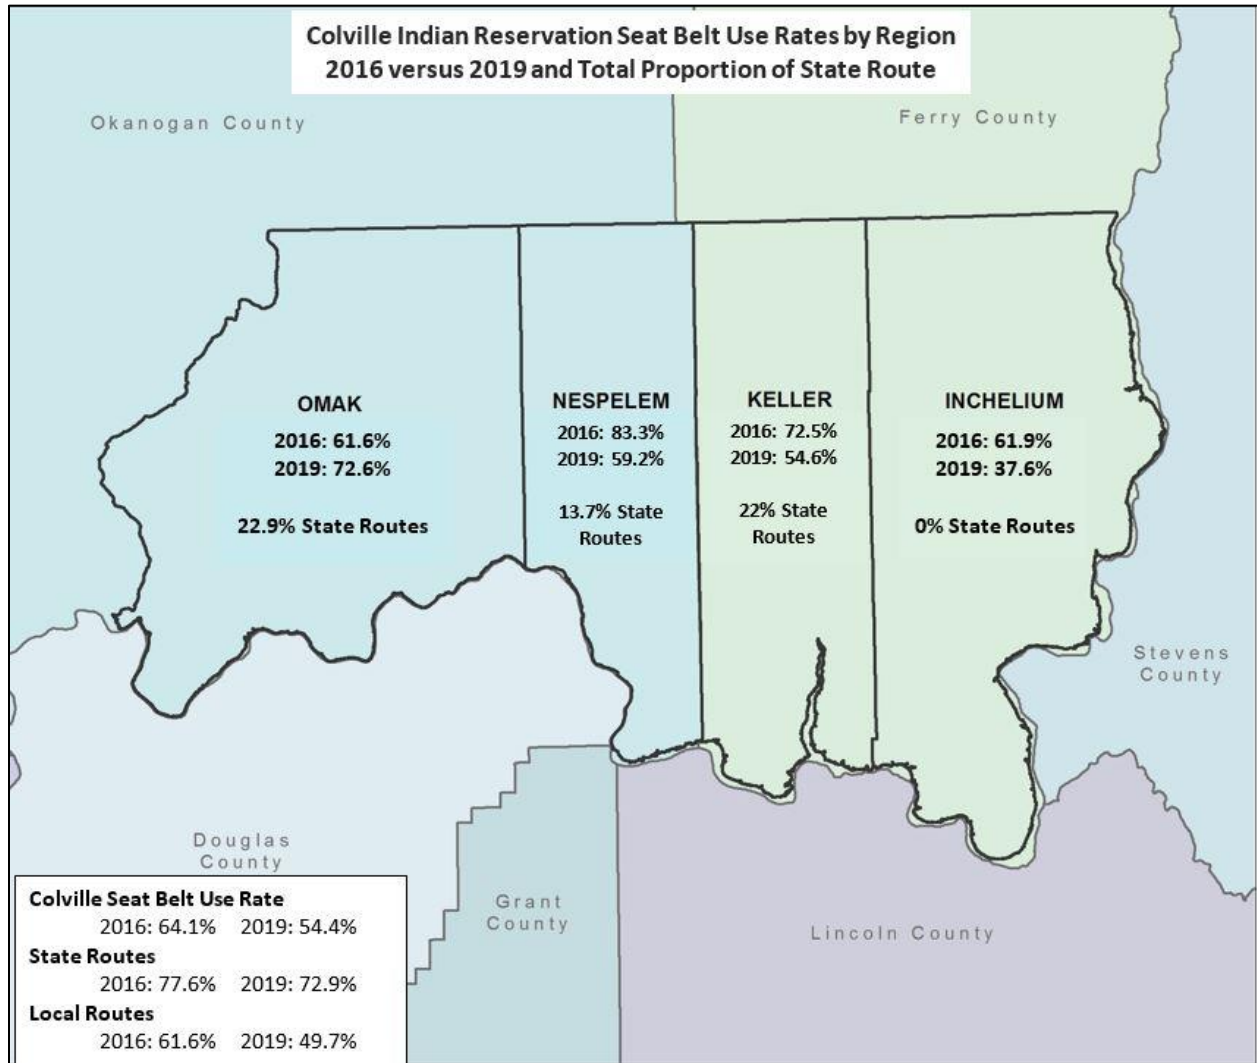 Colville Indian Reservation Seat Belt Use Rates by Region
2016 versus 2019 and Total Proportion of State Route
Okanogan County
Ferry County
OMAK
2016: 61.6%
2019: 72.6%
22.9% State Routes
NESPELEM
2016: 83.3%
2019: 59.2%
13.7% State
Routes
KELLER
2016: 72.5%
2019: 54.6%
22% State
Routes
INCHELIUM
2016: 61.9%
2019: 37.6%
0% State Routes
Stevens
County
Douglas
County
Grant
County
Lincoln County
Colville Seat Belt Use Rate
2016: 64.1% 2019: 54.4%
State Routes
2016: 77.6% 2019: 72.9%
Local Routes
2016: 61.6% 2019: 49.7%